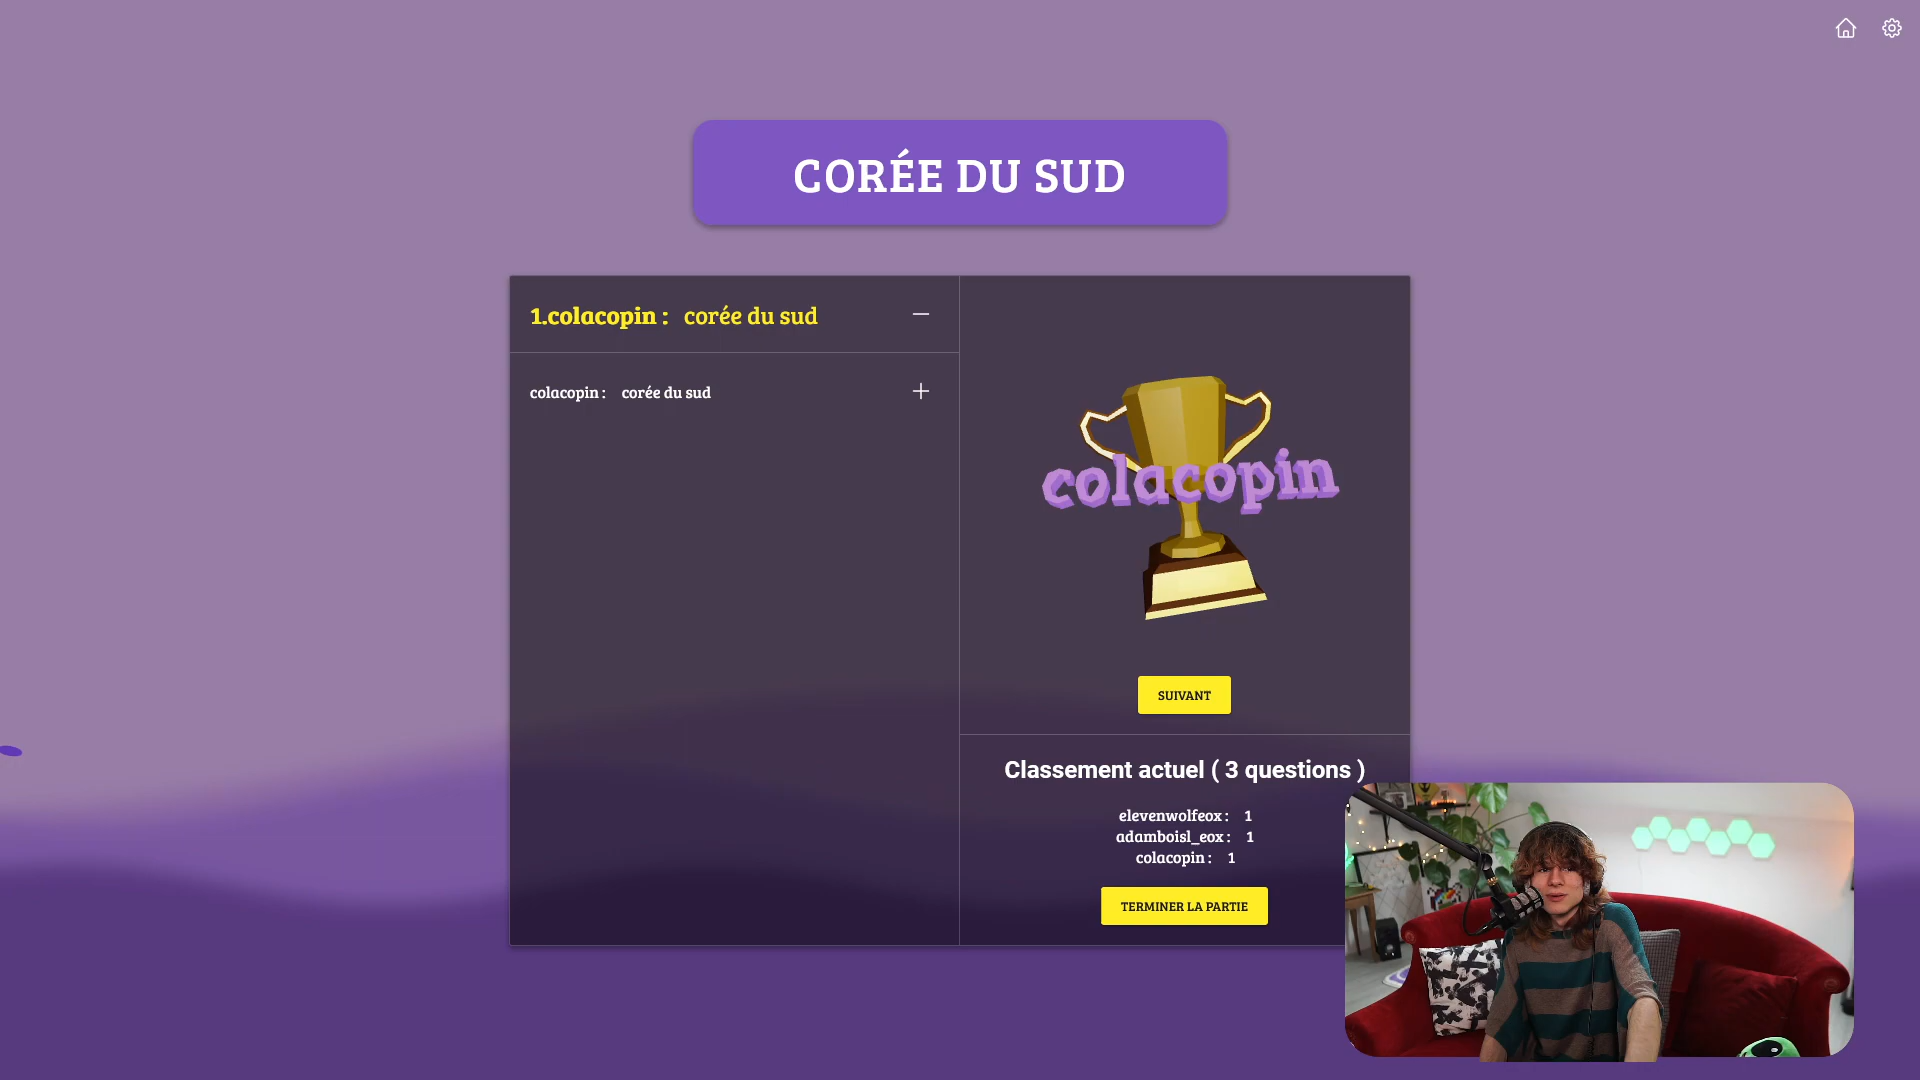 CORÉE DU SUD
1.colacopin : corée du sud
colacopin : corée du sud
colacopin
SUIVANT
Classement actuel ( 3 questions )
elevenwolfeox : 1
adamboisl_eox : 1
colacopin : 1
TERMINER LA PARTIE